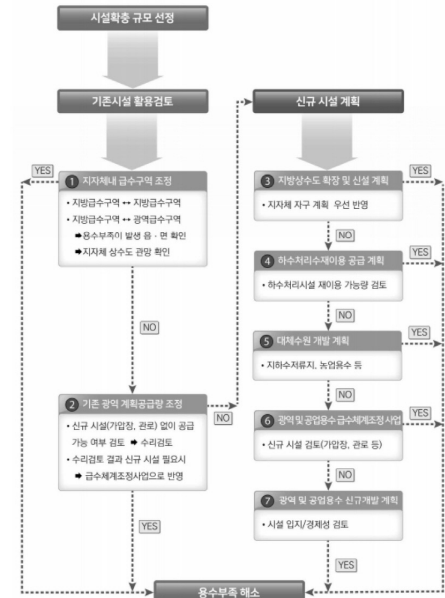 시설확충 규모 선정
기존시설 활용검토
신규 시설 계획
YES
YES
1 지자체내 급수구역 조정
• 지방급수구역 ↔ 지방급수구역
• 지방급수구역 ↔ 광역급수구역
➡용수부족이 발생 읍 · 면 확인
➡지자체 상수도 관망 확인
3 지방상수도 확장 및 신설 계획
• 지자체 자구 계획 우선 반영
NO
YES
4 하수처리수재이용 공급 계획
• 하수처리시설 재이용 가능량 검토
NO
NO
YES
5 대체수원 개발 계획
• 지하수저류지, 농업용수 등
NO
2 기존 광역 계획공급량 조정
• 신규 시설(가압장, 관로) 없이 공급
가능 여부 검토 ➡ 수리검토
• 수리검토 결과 신규 시설 필요시
➡ 급수체계조정사업으로 반영
NO
YES
6 광역 및 공업용수 급수체계조정 사업
• 신규 시설 검토(가압장, 관로 등)
NO
7 광역 및 공업용수 신규개발 계획
• 시설 입지/경제성 검토
YES
YES
용수부족 해소